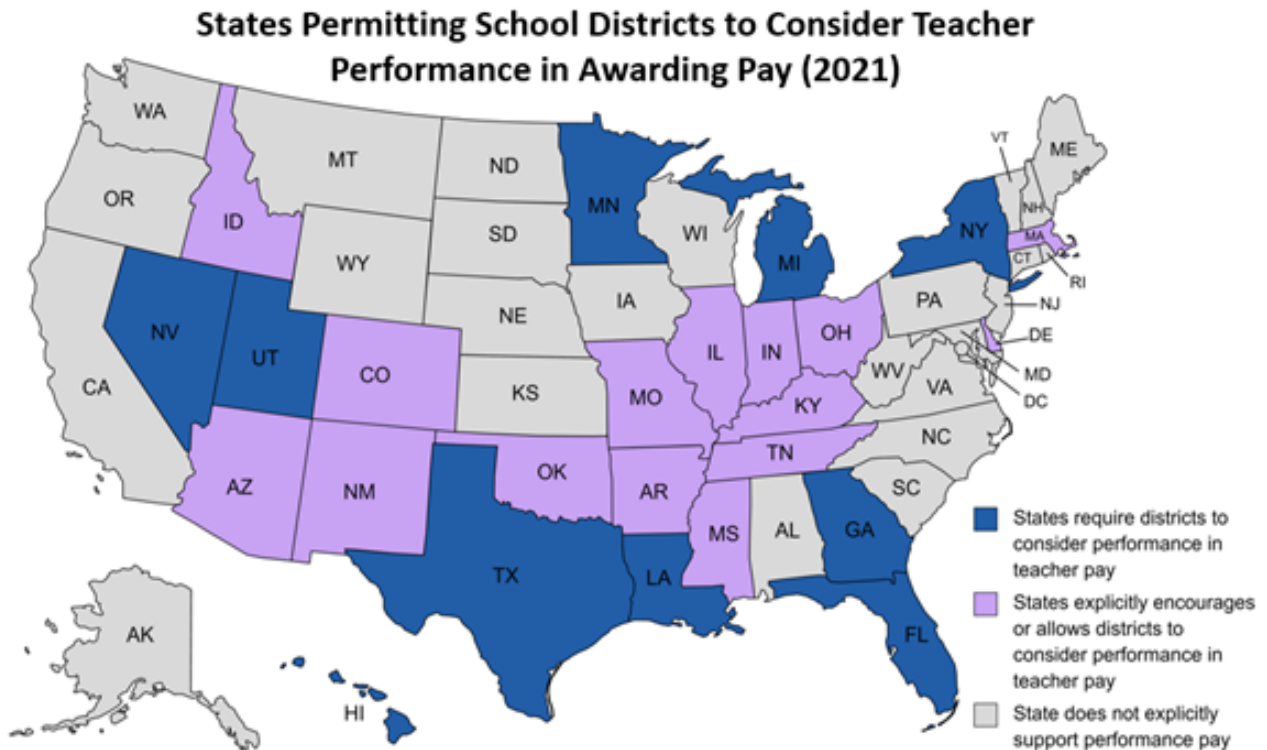 States Permitting School Districts to Consider Teacher
Performance in Awarding Pay (2021)
WA
MT
ND
MN
VT
ME
OR
ID
SD
WI
MI
NY
NH
MA
WY
CT
RI
IA
NE
PA
NJ
NV
UT
CO
IL
IN
OH
DE
CA
KS
MO
WV
VA
MD
DC
KY
NC
TN
AZ
NM
OK
AR
SC
MS
AL
GA
TX
LA
AK
FL
HI
States require districts to
consider performance in
teacher pay
States explicitly encourages
or allows districts to
consider performance in
teacher pay
State does not explicitly
support performance pay